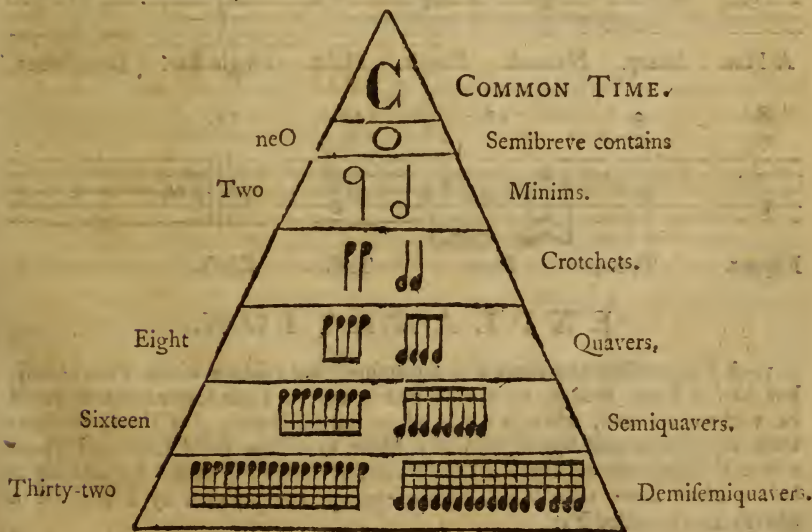 C COMMON TIME.
neO Semibreve contains
Two Minims.
Crotchets.
Eight Quavers,
Sixteen Semiquavers.
Thirty-two Demiſemiquavers.